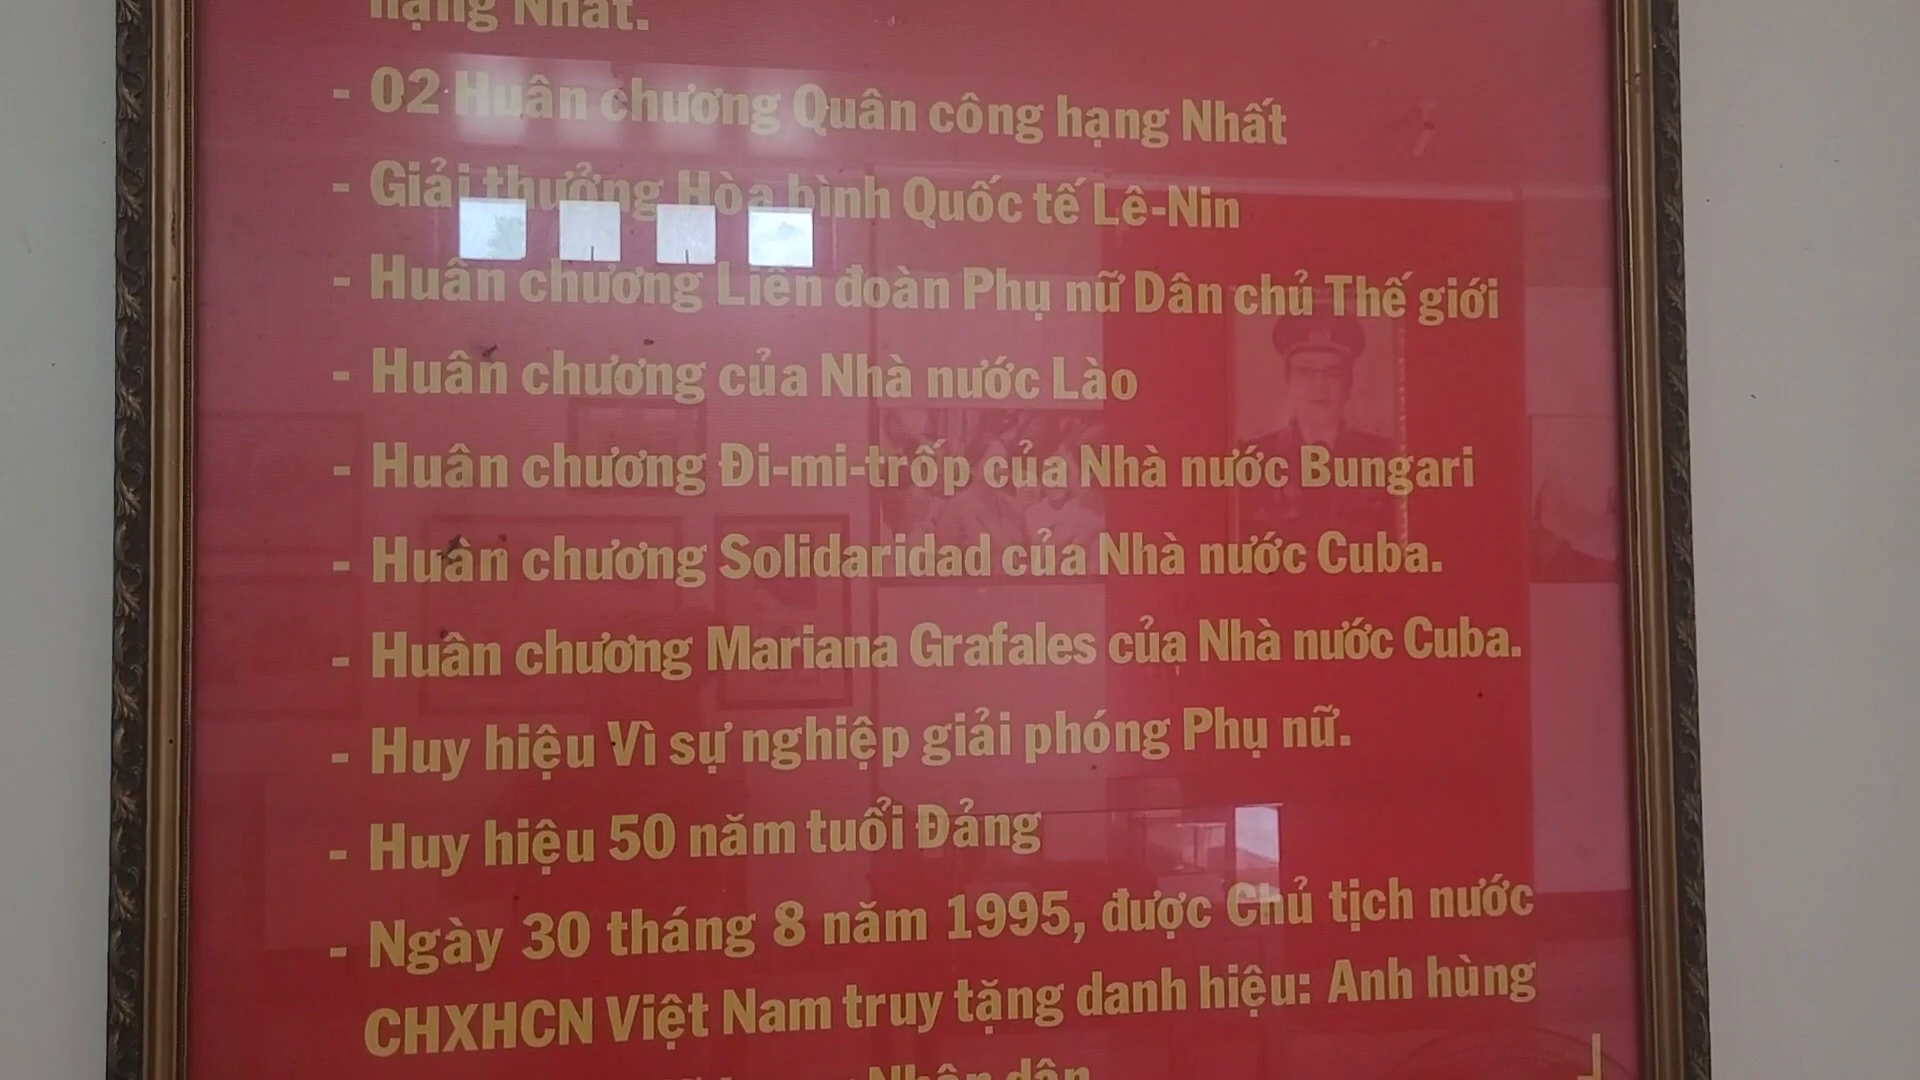 hạng Nhất.
- 02 Huân chương Quân công hạng Nhất
- Giải thưởng Hòa bình Quốc tế Lê-Nin
- Huân chương Liên đoàn Phụ nữ Dân chủ Thế giới
- Huân chương của Nhà nước Lào
- Huân chương Đi-mi-trốp của Nhà nước Bungari
- Huân chương Solidaridad của Nhà nước Cuba.
- Huân chương Mariana Grafales của Nhà nước Cuba.
- Huy hiệu Vì sự nghiệp giải phóng Phụ nữ.
- Huy hiệu 50 năm tuổi Đảng
- Ngày 30 tháng 8 năm 1995, được Chủ tịch nước
CHXHCN Việt Nam truy tặng danh hiệu: Anh hùng
Nhân dân